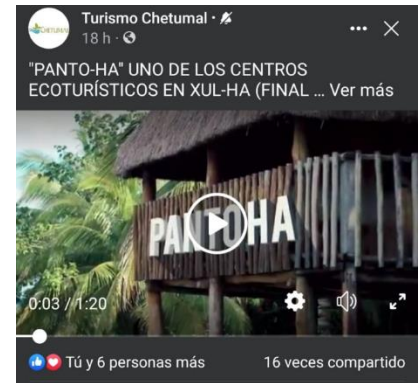 Turismo Chetumal ·
18 h ·
"PANTO-HA" UNO DE LOS CENTROS
ECOTURÍSTICOS EN XUL-HA (FINAL ... Ver más
PANTOHA
0:03 / 1:20
Tú y 6 personas más
16 veces compartido